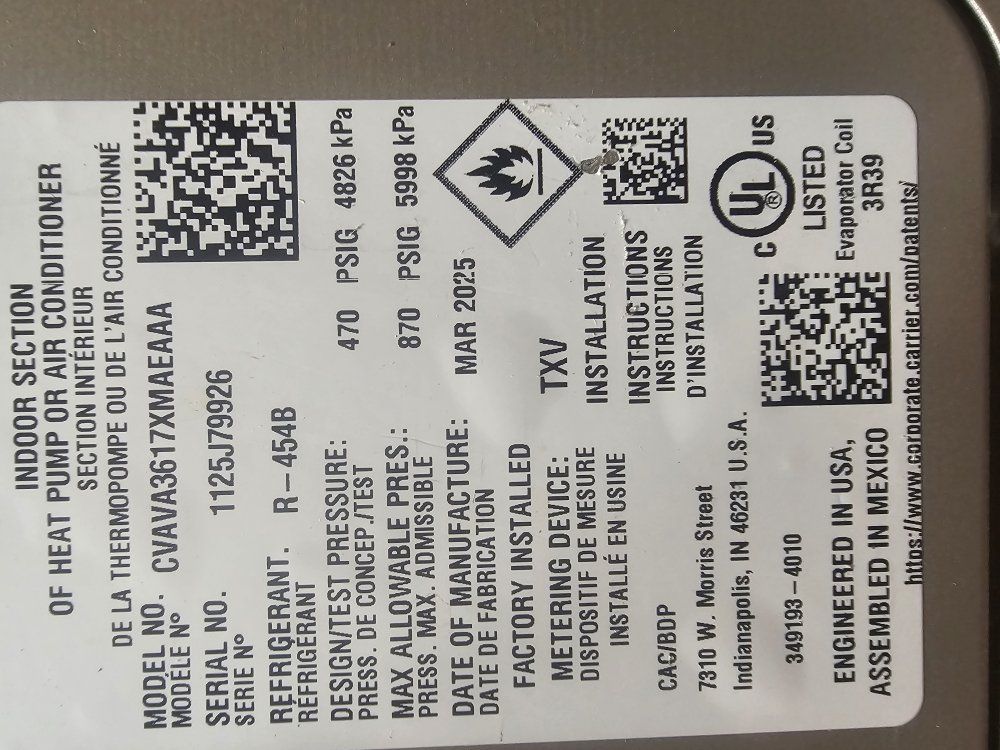 INDOOR SECTION
OF HEAT PUMP OR AIR CONDITIONER
SECTION INTÉRIEUR
DE LA THERMOPOMPE OU DE L'AIR CONDITIONNÉ
MODEL NO. CVAVA3617XMAEAAA
MODÈLE Nº
SERIAL NO. 1125J79926
SERIE Nº
REFRIGERANT. R-454B
RÉFRIGÉRANT
DESIGN/TEST PRESSURE: 470 PSIG 4826 kPa
PRESS. DE CONCEP./TEST
MAX ALLOWABLE PRES.: 870 PSIG 5998 kPa
PRESS. MAX. ADMISSIBLE
DATE OF MANUFACTURE: MAR 2025
DATE DE FABRICATION
FACTORY INSTALLED
METERING DEVICE: TXV
DISPOSITIF DE MESURE
INSTALLÉ EN USINE
INSTALLATION
INSTRUCTIONS
INSTRUCTIONS
D'INSTALLATION
CAC/BDP
7310 W. Morris Street
Indianapolis, IN 46231 U.S.A.
349193-4010
C UL ® US
LISTED
Evaporator Coil
3R39
ENGINEERED IN USA,
ASSEMBLED IN MEXICO
https://www.corporate.carrier.com/patents/